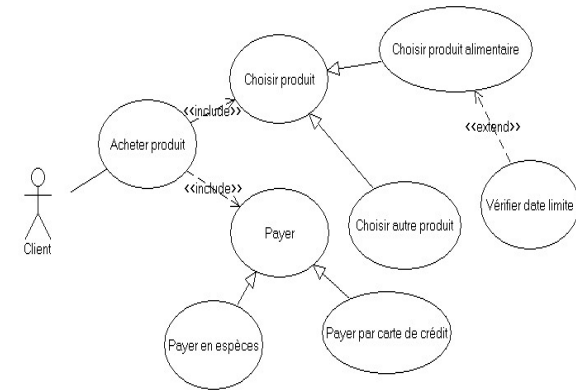 Choisir produit alimentaire
Choisir produit
<<include>>
<<extend>>
Acheter produit
<<include>>
Vérifier date limite
Choisir autre produit
Payer
Client
Payer en espèces
Payer par carte de crédit